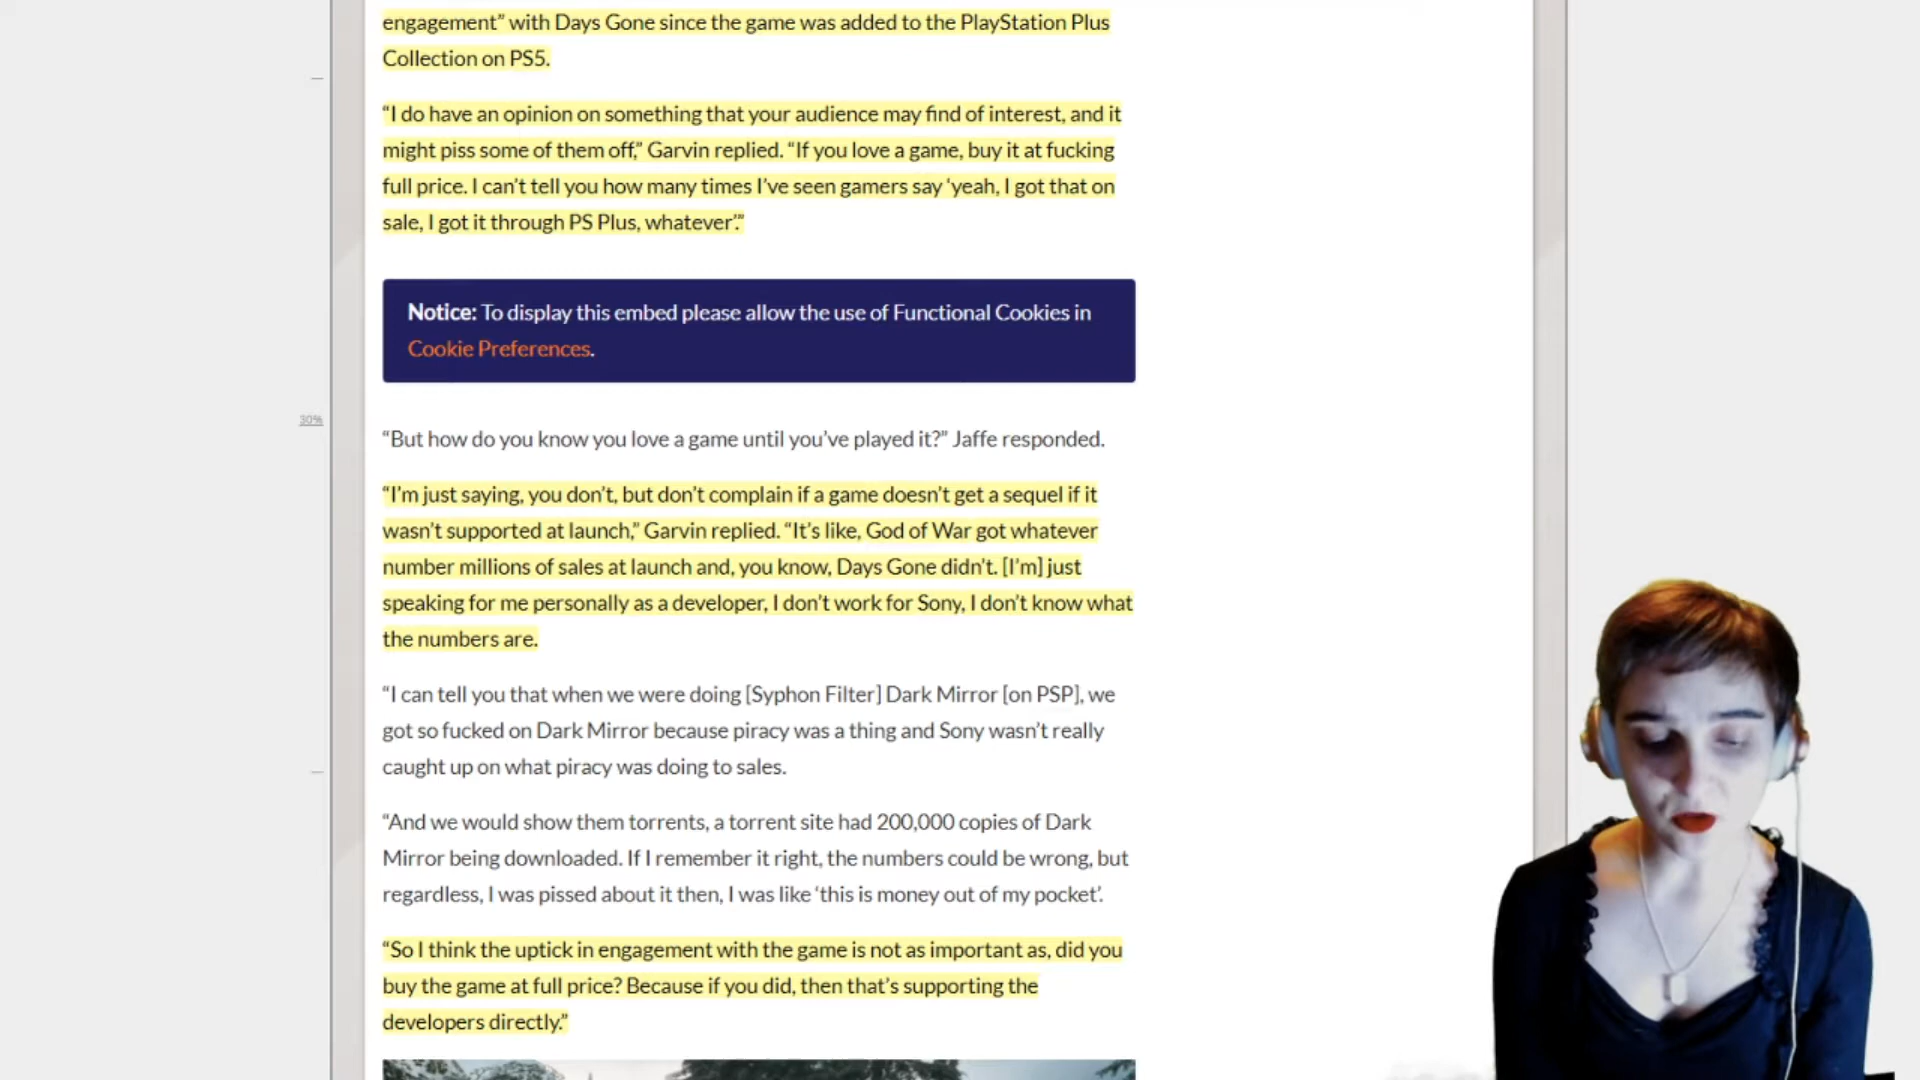 engagement” with Days Gone since the game was added to the PlayStation Plus
Collection on PS5.
“I do have an opinion on something that your audience may find of interest, and it
might piss some of them off,” Garvin replied. “If you love a game, buy it at fucking
full price. I can’t tell you how many times I’ve seen gamers say ‘yeah, I got that on
sale, I got it through PS Plus, whatever’.”
Notice: To display this embed please allow the use of Functional Cookies in
Cookie Preferences.
30%
“But how do you know you love a game until you’ve played it?” Jaffe responded.
“I’m just saying, you don’t, but don’t complain if a game doesn’t get a sequel if it
wasn’t supported at launch,” Garvin replied. “It’s like, God of War got whatever
number millions of sales at launch and, you know, Days Gone didn’t. [I’m] just
speaking for me personally as a developer, I don’t work for Sony, I don’t know what
the numbers are.
“I can tell you that when we were doing [Syphon Filter] Dark Mirror [on PSP], we
got so fucked on Dark Mirror because piracy was a thing and Sony wasn’t really
caught up on what piracy was doing to sales.
“And we would show them torrents, a torrent site had 200,000 copies of Dark
Mirror being downloaded. If I remember it right, the numbers could be wrong, but
regardless, I was pissed about it then, I was like ‘this is money out of my pocket’.
“So I think the uptick in engagement with the game is not as important as, did you
buy the game at full price? Because if you did, then that’s supporting the
developers directly.”